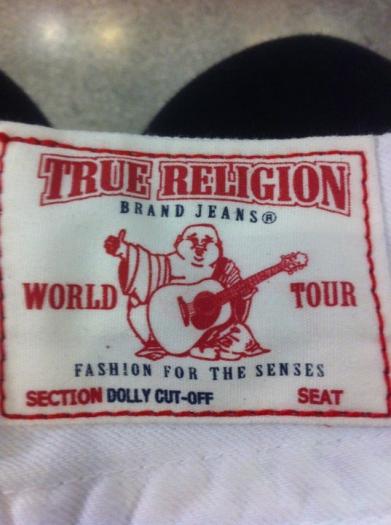 TRUE RELIGION
BRAND JEANS®
WORLD TOUR
FASHION FOR THE SENSES
SECTION DOLLY CUT-OFF SEAT